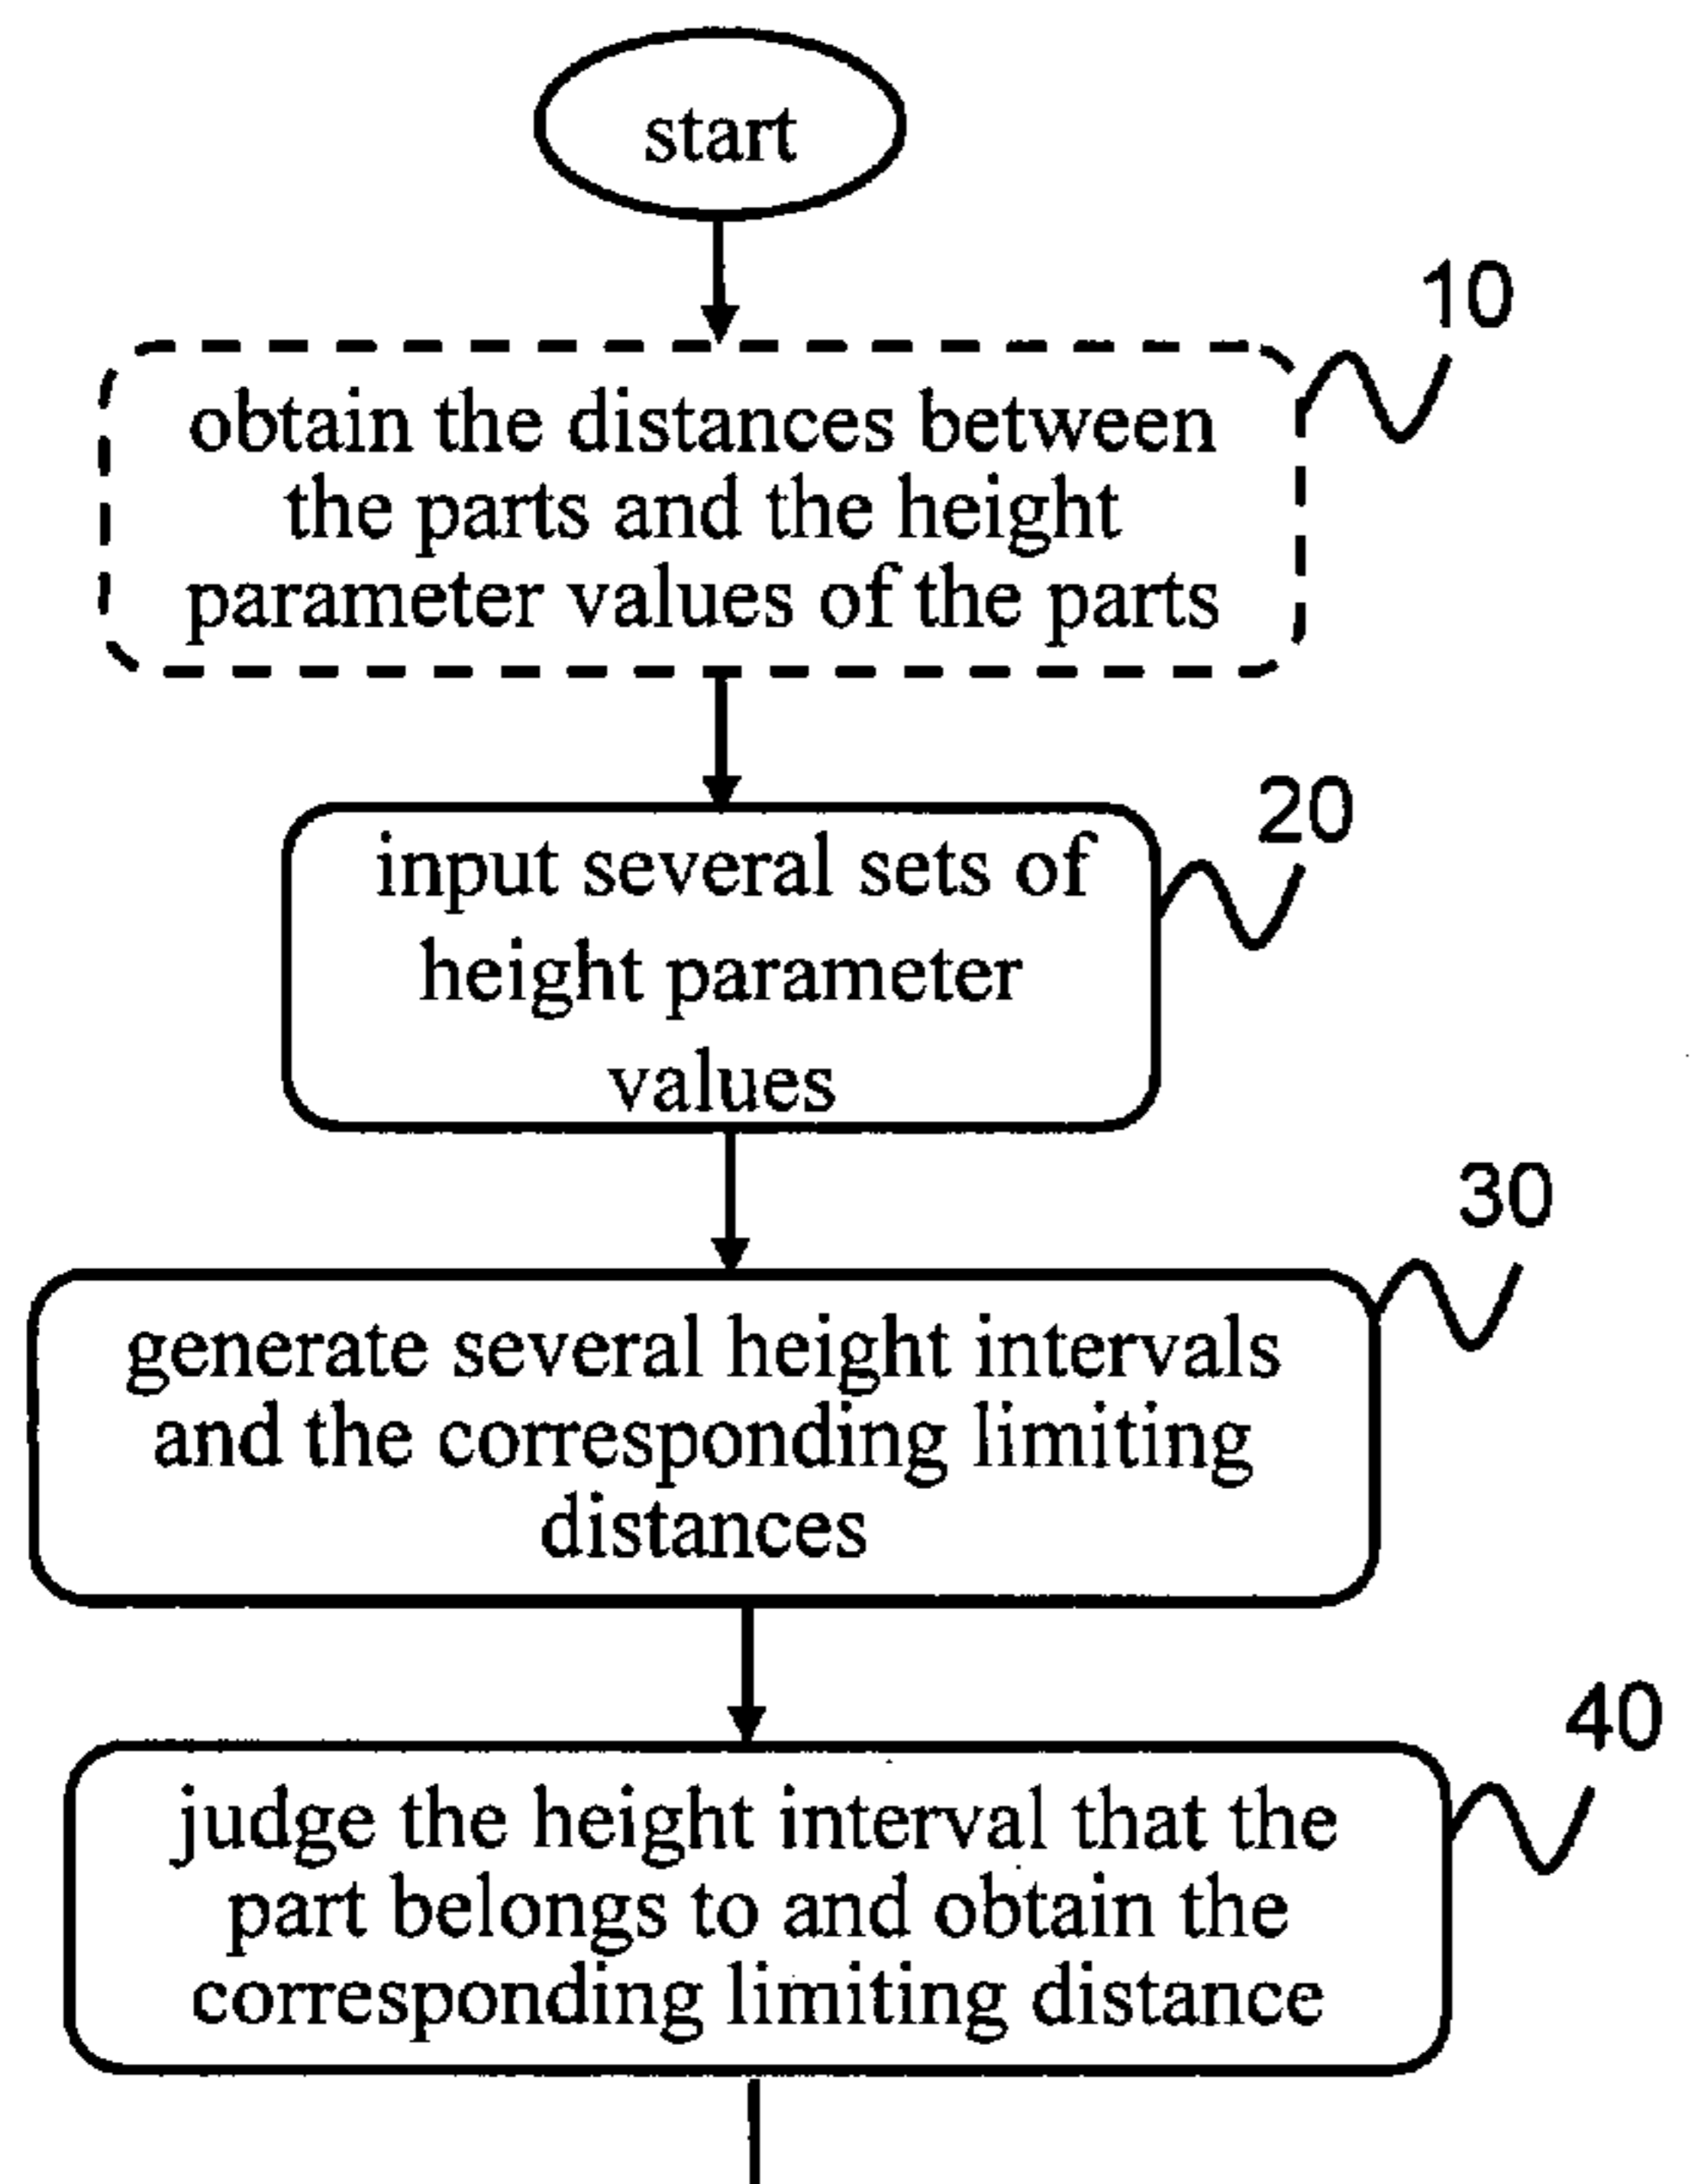 start
10
obtain the distances between
the parts and the height
parameter values of the parts
20
input several sets of
height parameter
values
30
generate several height intervals
and the corresponding limiting
distances
40
judge the height interval that the
part belongs to and obtain the
corresponding limiting distance